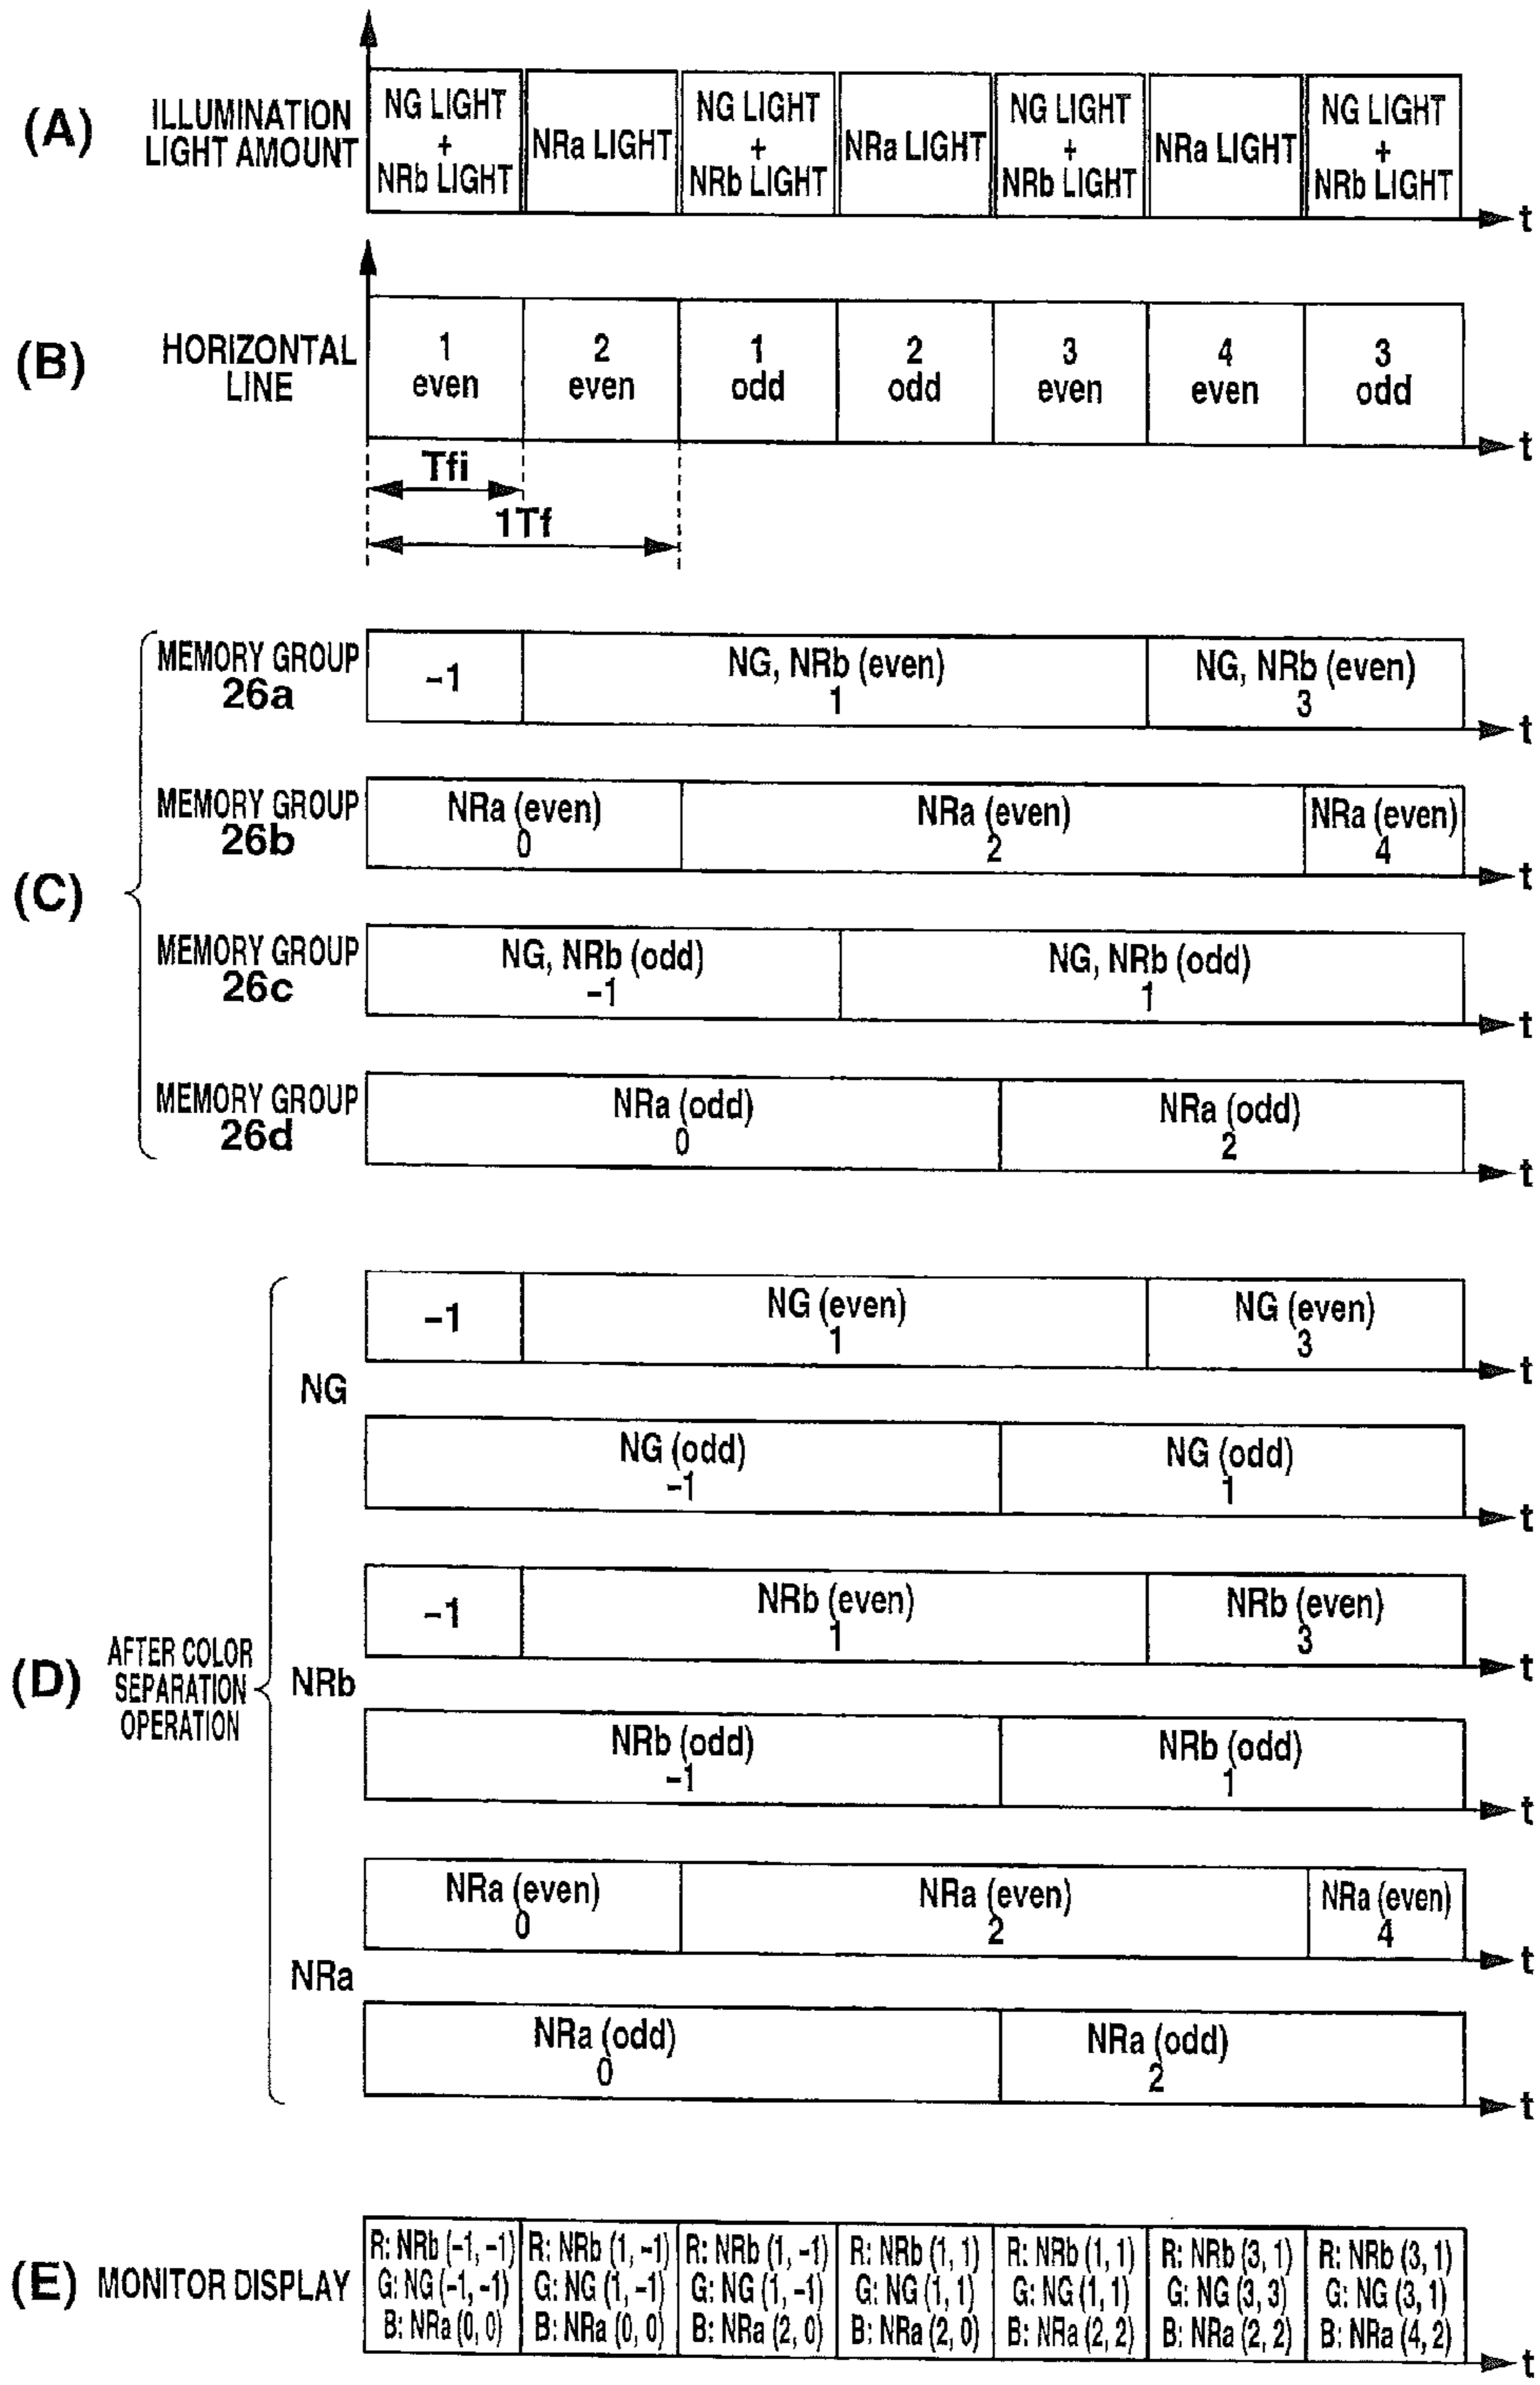 (A)
ILLUMINATION
LIGHT AMOUNT
NG LIGHT
+
NRb LIGHT
NRa LIGHT
NG LIGHT
+
NRb LIGHT
NRa LIGHT
NG LIGHT
+
NRb LIGHT
NRa LIGHT
NG LIGHT
+
NRb LIGHT
t
(B)
HORIZONTAL
LINE
1
even
2
even
1
odd
2
odd
3
even
4
even
3
odd
t
Tfi
1Tf
(C)
MEMORY GROUP
26a
−1
NG, NRb (even)
1
NG, NRb (even)
3
t
MEMORY GROUP
26b
NRa (even)
0
NRa (even)
2
NRa (even)
4
t
MEMORY GROUP
26c
NG, NRb (odd)
−1
NG, NRb (odd)
1
t
MEMORY GROUP
26d
NRa (odd)
0
NRa (odd)
2
t
(D)
AFTER COLOR
SEPARATION
OPERATION
NG
−1
NG (even)
1
NG (even)
3
t
NG (odd)
−1
NG (odd)
1
t
NRb
−1
NRb (even)
1
NRb (even)
3
t
NRb (odd)
−1
NRb (odd)
1
t
NRa
NRa (even)
0
NRa (even)
2
NRa (even)
4
t
NRa (odd)
0
NRa (odd)
2
t
(E)
MONITOR DISPLAY
R: NRb (−1, −1)
G: NG (−1, −1)
B: NRa (0, 0)
R: NRb (1, −1)
G: NG (1, −1)
B: NRa (0, 0)
R: NRb (1, −1)
G: NG (1, −1)
B: NRa (2, 0)
R: NRb (1, 1)
G: NG (1, 1)
B: NRa (2, 0)
R: NRb (1, 1)
G: NG (1, 1)
B: NRa (2, 2)
R: NRb (3, 1)
G: NG (3, 3)
B: NRa (2, 2)
R: NRb (3, 1)
G: NG (3, 1)
B: NRa (4, 2)
t